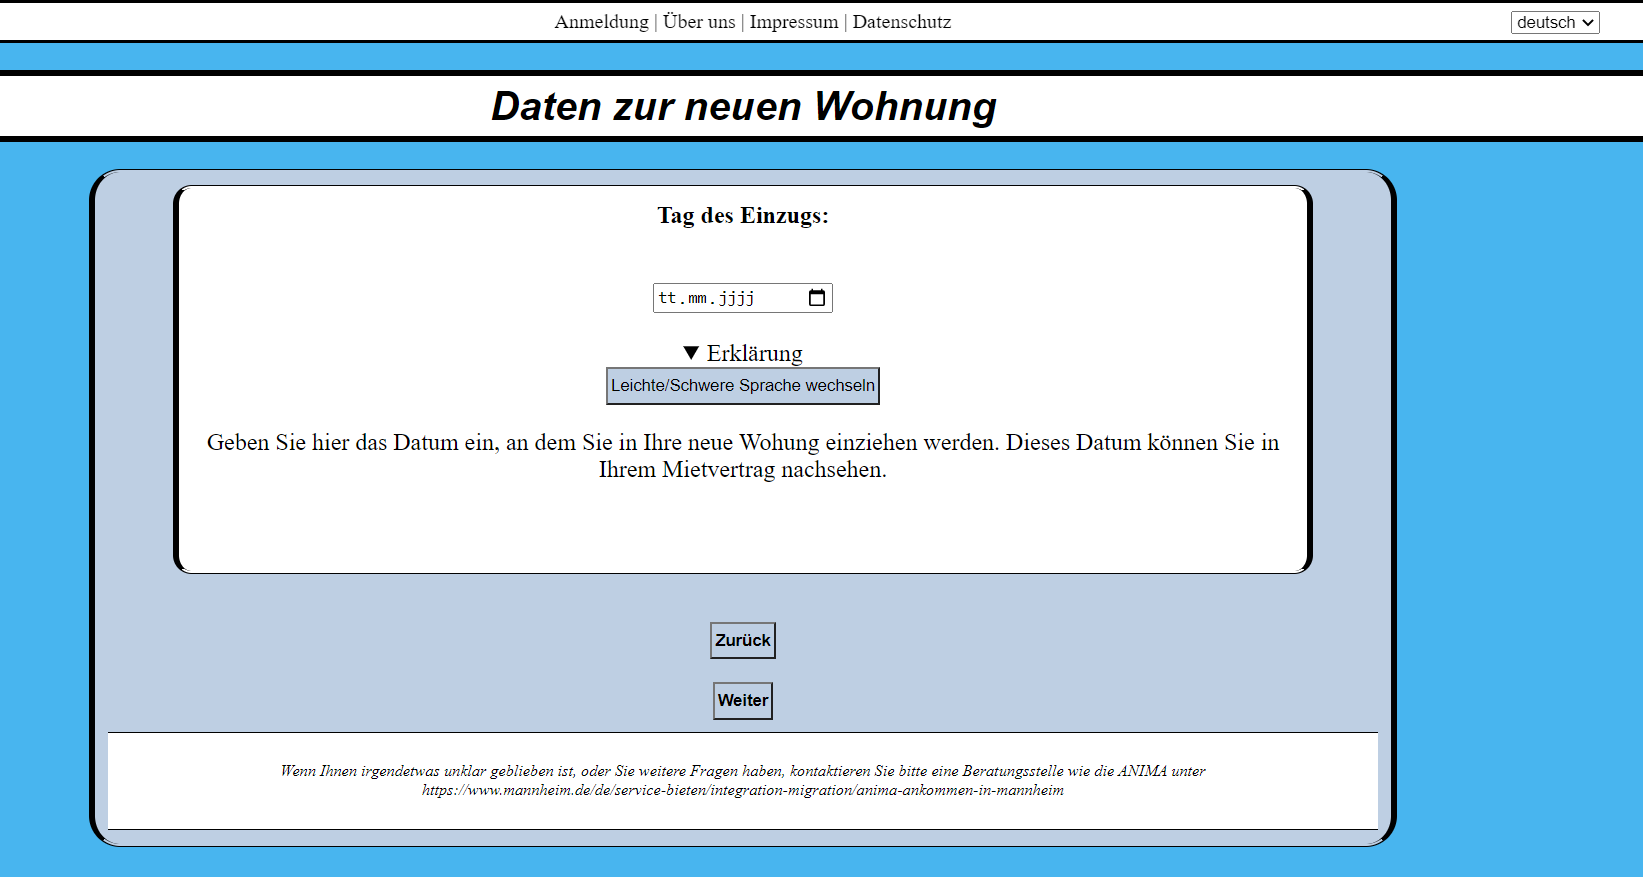 Anmeldung | Über uns | Impressum | Datenschutz
deutsch
Daten zur neuen Wohnung
Tag des Einzugs:
tt.mm.jjjj
▼ Erklärung
Leichte/Schwere Sprache wechseln
Geben Sie hier das Datum ein, an dem Sie in Ihre neue Wohung einziehen werden. Dieses Datum können Sie in
Ihrem Mietvertrag nachsehen.
Zurück
Weiter
Wenn Ihnen irgendetwas unklar geblieben ist, oder Sie weitere Fragen haben, kontaktieren Sie bitte eine Beratungsstelle wie die ANIMA unter
https://www.mannheim.de/de/service-bieten/integration-migration/anima-ankommen-in-mannheim